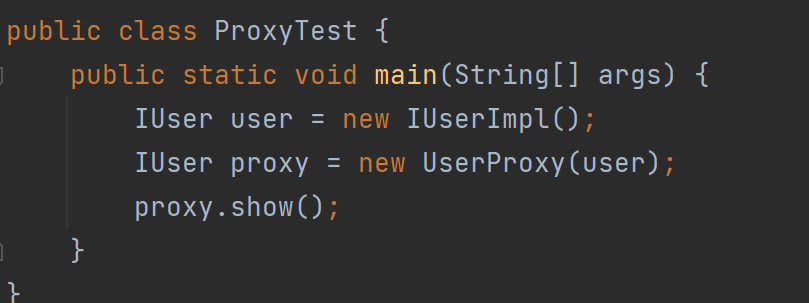 public class ProxyTest {
    public static void main(String[] args) {
        IUser user = new IUserImpl();
        IUser proxy = new UserProxy(user);
        proxy.show();
    }
}